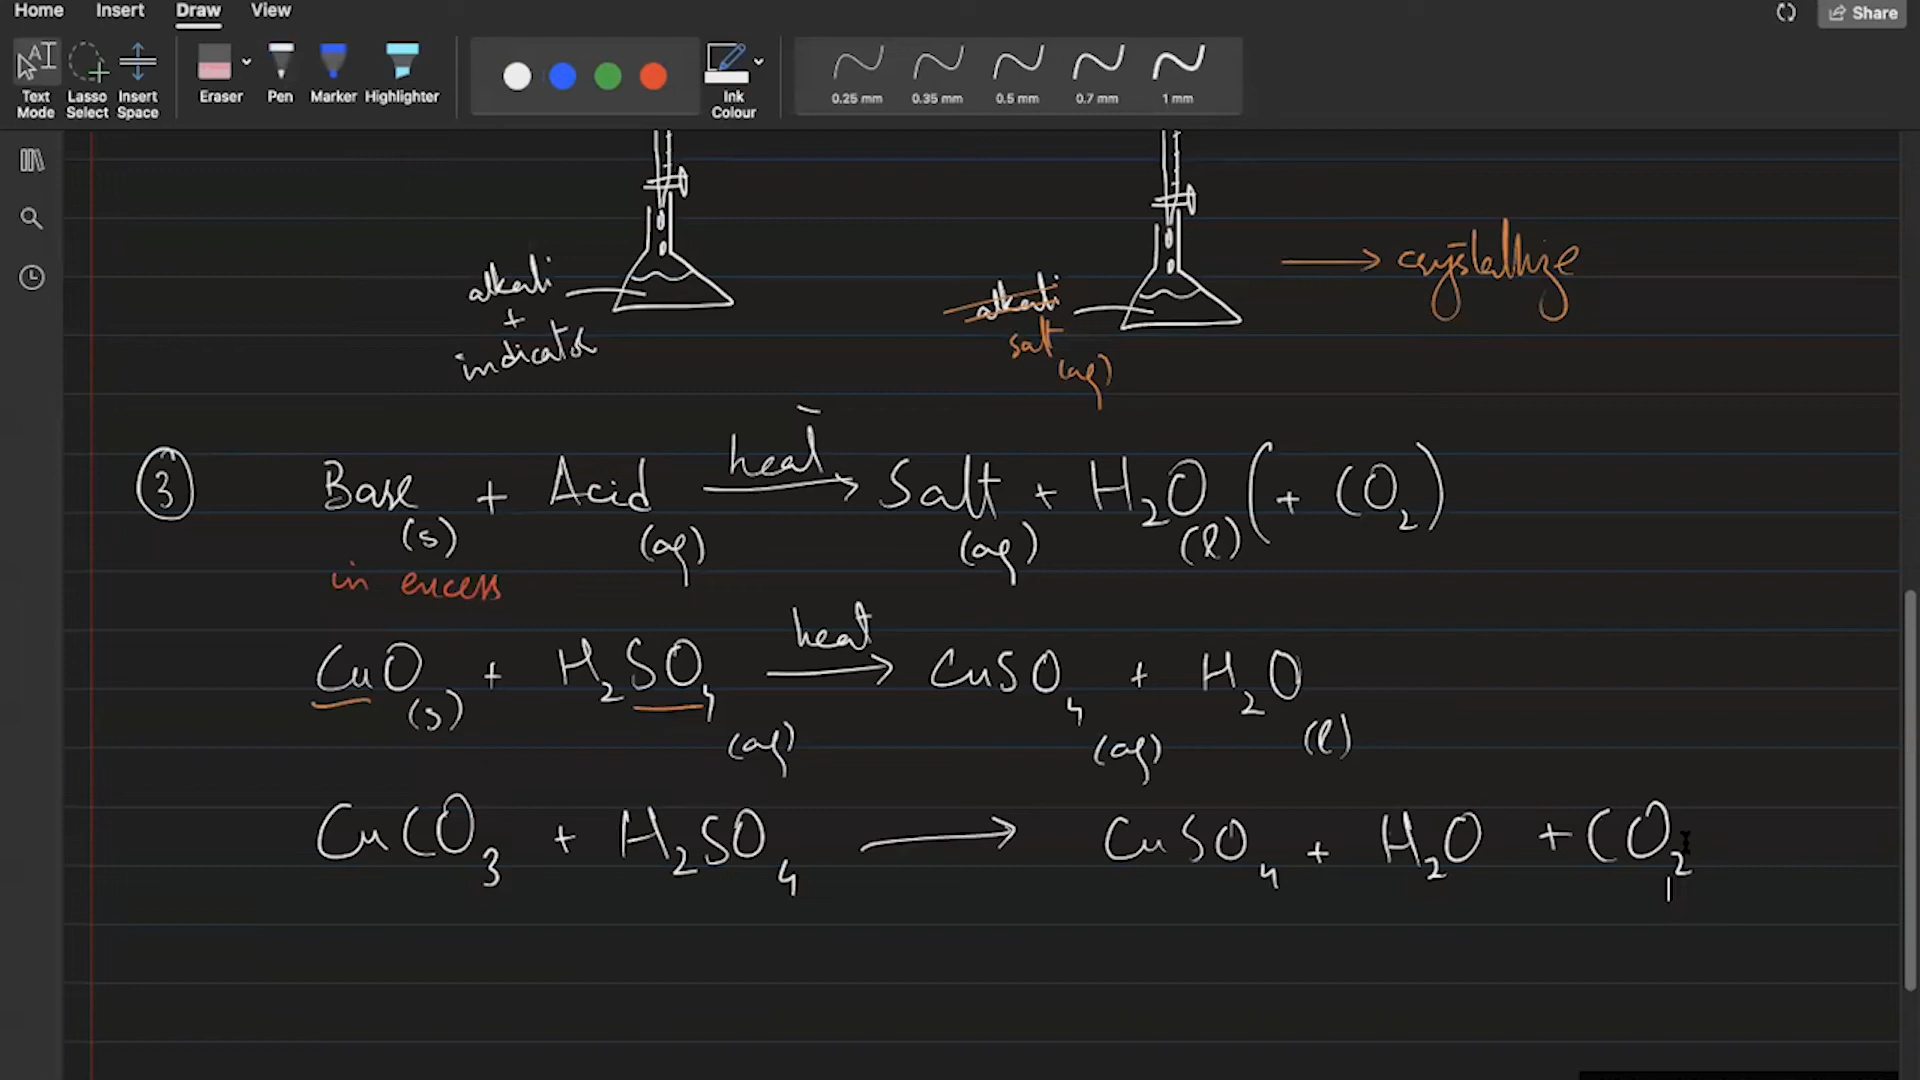 Home Insert Draw View Share
Text Mode Lasso Select Insert Space Eraser Pen Marker Highlighter Ink Colour 0.25 mm 0.35 mm 0.5 mm 0.7 mm 1 mm
alkali
+
indicator
alkali
salt
(aq)
→ crystallize
③ Base(s) + Acid(aq) —heat→ Salt(aq) + H₂O(l) (+ CO₂)
in excess
CuO(s) + H₂SO₄(aq) —heat→ CuSO₄(aq) + H₂O(l)
CuCO₃ + H₂SO₄ → CuSO₄ + H₂O + CO₂